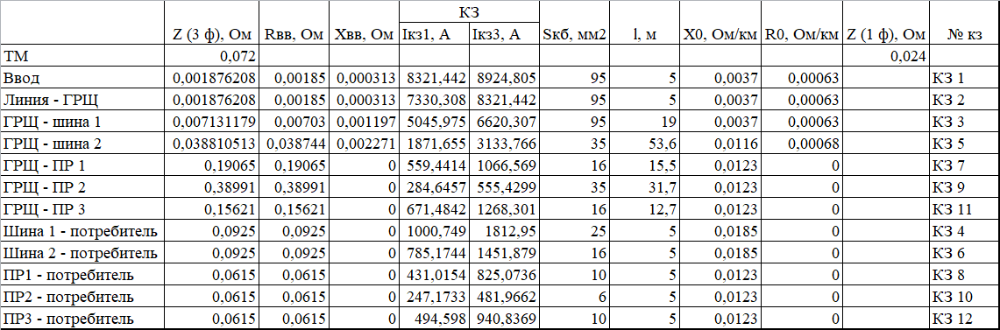 КЗ
Z (3 ф), Ом Rвв, Ом Xвв, Ом Iкз1, А Iкз3, А Sкб, мм2 l, м X0, Ом/км R0, Ом/км Z (1 ф), Ом № кз
ТМ 0,072 0,024
Ввод 0,001876208 0,00185 0,000313 8321,442 8924,805 95 5 0,0037 0,00063 КЗ 1
Линия - ГРЩ 0,001876208 0,00185 0,000313 7330,308 8321,442 95 5 0,0037 0,00063 КЗ 2
ГРЩ - шина 1 0,007131179 0,00703 0,001197 5045,975 6620,307 95 19 0,0037 0,00063 КЗ 3
ГРЩ - шина 2 0,038810513 0,038744 0,002271 1871,655 3133,766 35 53,6 0,0116 0,00068 КЗ 5
ГРЩ - ПР 1 0,19065 0,19065 0 559,4414 1066,569 16 15,5 0,0123 0 КЗ 7
ГРЩ - ПР 2 0,38991 0,38991 0 284,6457 555,4299 35 31,7 0,0123 0 КЗ 9
ГРЩ - ПР 3 0,15621 0,15621 0 671,4842 1268,301 16 12,7 0,0123 0 КЗ 11
Шина 1 - потребитель 0,0925 0,0925 0 1000,749 1812,95 25 5 0,0185 0 КЗ 4
Шина 2 - потребитель 0,0925 0,0925 0 785,1744 1451,879 16 5 0,0185 0 КЗ 6
ПР1 - потребитель 0,0615 0,0615 0 431,0154 825,0736 10 5 0,0123 0 КЗ 8
ПР2 - потребитель 0,0615 0,0615 0 247,1733 481,9662 6 5 0,0123 0 КЗ 10
ПР3 - потребитель 0,0615 0,0615 0 494,598 940,8369 10 5 0,0123 0 КЗ 12